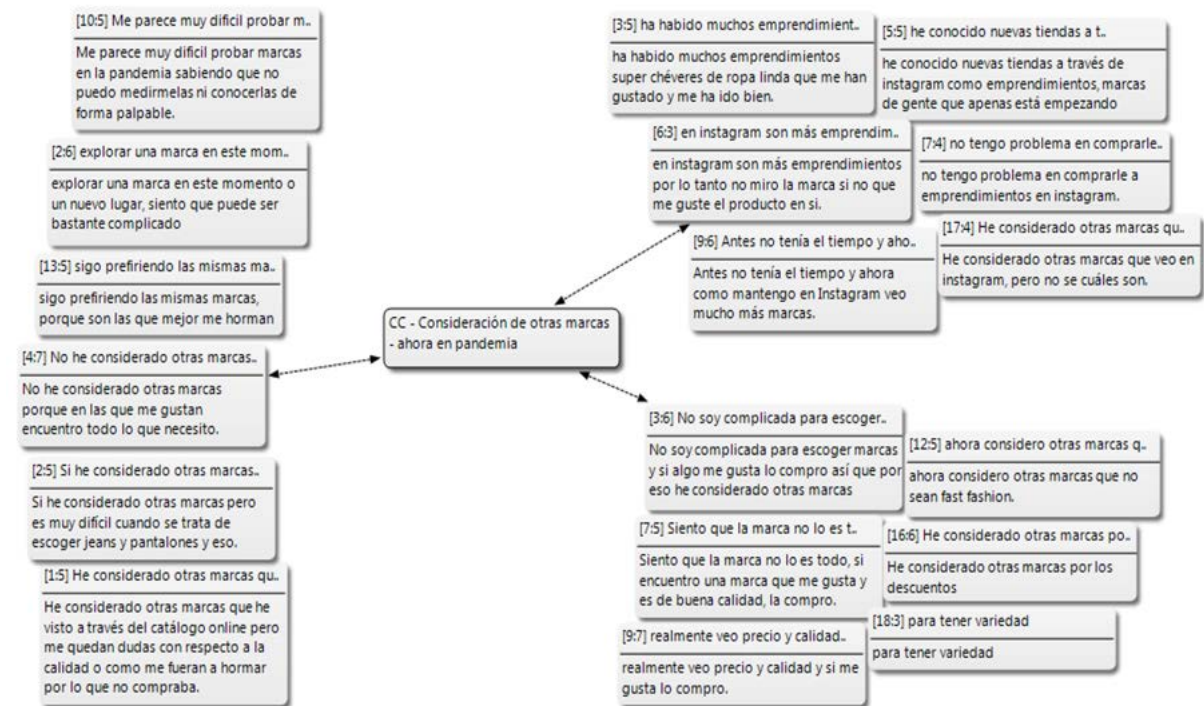 [10:5] Me parece muy dificil probar m..
Me parece muy dificil probar marcas
en la pandemia sabiendo que no
puedo medirmelas ni conocerlas de
forma palpable.
[2:6] explorar una marca en este mom..
explorar una marca en este momento o
un nuevo lugar, siento que puede ser
bastante complicado
[13:5] sigo prefiriendo las mismas ma..
sigo prefiriendo las mismas marcas,
porque son las que mejor me horman
[4:7] No he considerado otras marcas..
No he considerado otras marcas
porque en las que me gustan
encuentro todo lo que necesito.
[2:5] Si he considerado otras marcas..
Si he considerado otras marcas pero
es muy difícil cuando se trata de
escoger jeans y pantalones y eso.
[1:5] He considerado otras marcas qu..
He considerado otras marcas que he
visto a través del catálogo online pero
me quedan dudas con respecto a la
calidad o como me fueran a hormar
por lo que no compraba.
CC - Consideración de otras marcas
- ahora en pandemia
[3:5] ha habido muchos emprendimient..
ha habido muchos emprendimientos
super chéveres de ropa linda que me han
gustado y me ha ido bien.
[5:5] he conocido nuevas tiendas a t..
he conocido nuevas tiendas a través de
instagram como emprendimientos, marcas
de gente que apenas está empezando
[6:3] en instagram son más emprendim..
en instagram son más emprendimientos
por lo tanto no miro la marca si no que
me guste el producto en si.
[7:4] no tengo problema en comprarle..
no tengo problema en comprarle a
emprendimientos en instagram.
[9:6] Antes no tenía el tiempo y aho..
Antes no tenía el tiempo y ahora
como mantengo en Instagram veo
mucho más marcas.
[17:4] He considerado otras marcas qu..
He considerado otras marcas que veo en
instagram, pero no se cuáles son.
[3:6] No soy complicada para escoger..
No soy complicada para escoger marcas
y si algo me gusta lo compro así que por
eso he considerado otras marcas
[12:5] ahora considero otras marcas q..
ahora considero otras marcas que no
sean fast fashion.
[7:5] Siento que la marca no lo es t..
Siento que la marca no lo es todo, si
encuentro una marca que me gusta y
es de buena calidad, la compro.
[16:6] He considerado otras marcas po..
He considerado otras marcas por los
descuentos
[9:7] realmente veo precio y calidad..
realmente veo precio y calidad y si me
gusta lo compro.
[18:3] para tener variedad
para tener variedad